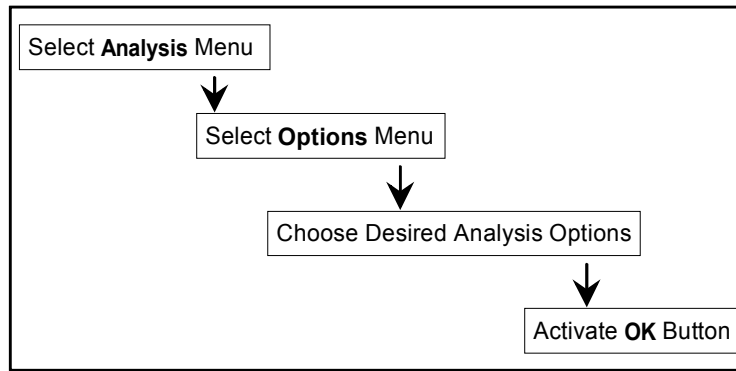 Select Analysis Menu
Select Options Menu
Choose Desired Analysis Options
Activate OK Button